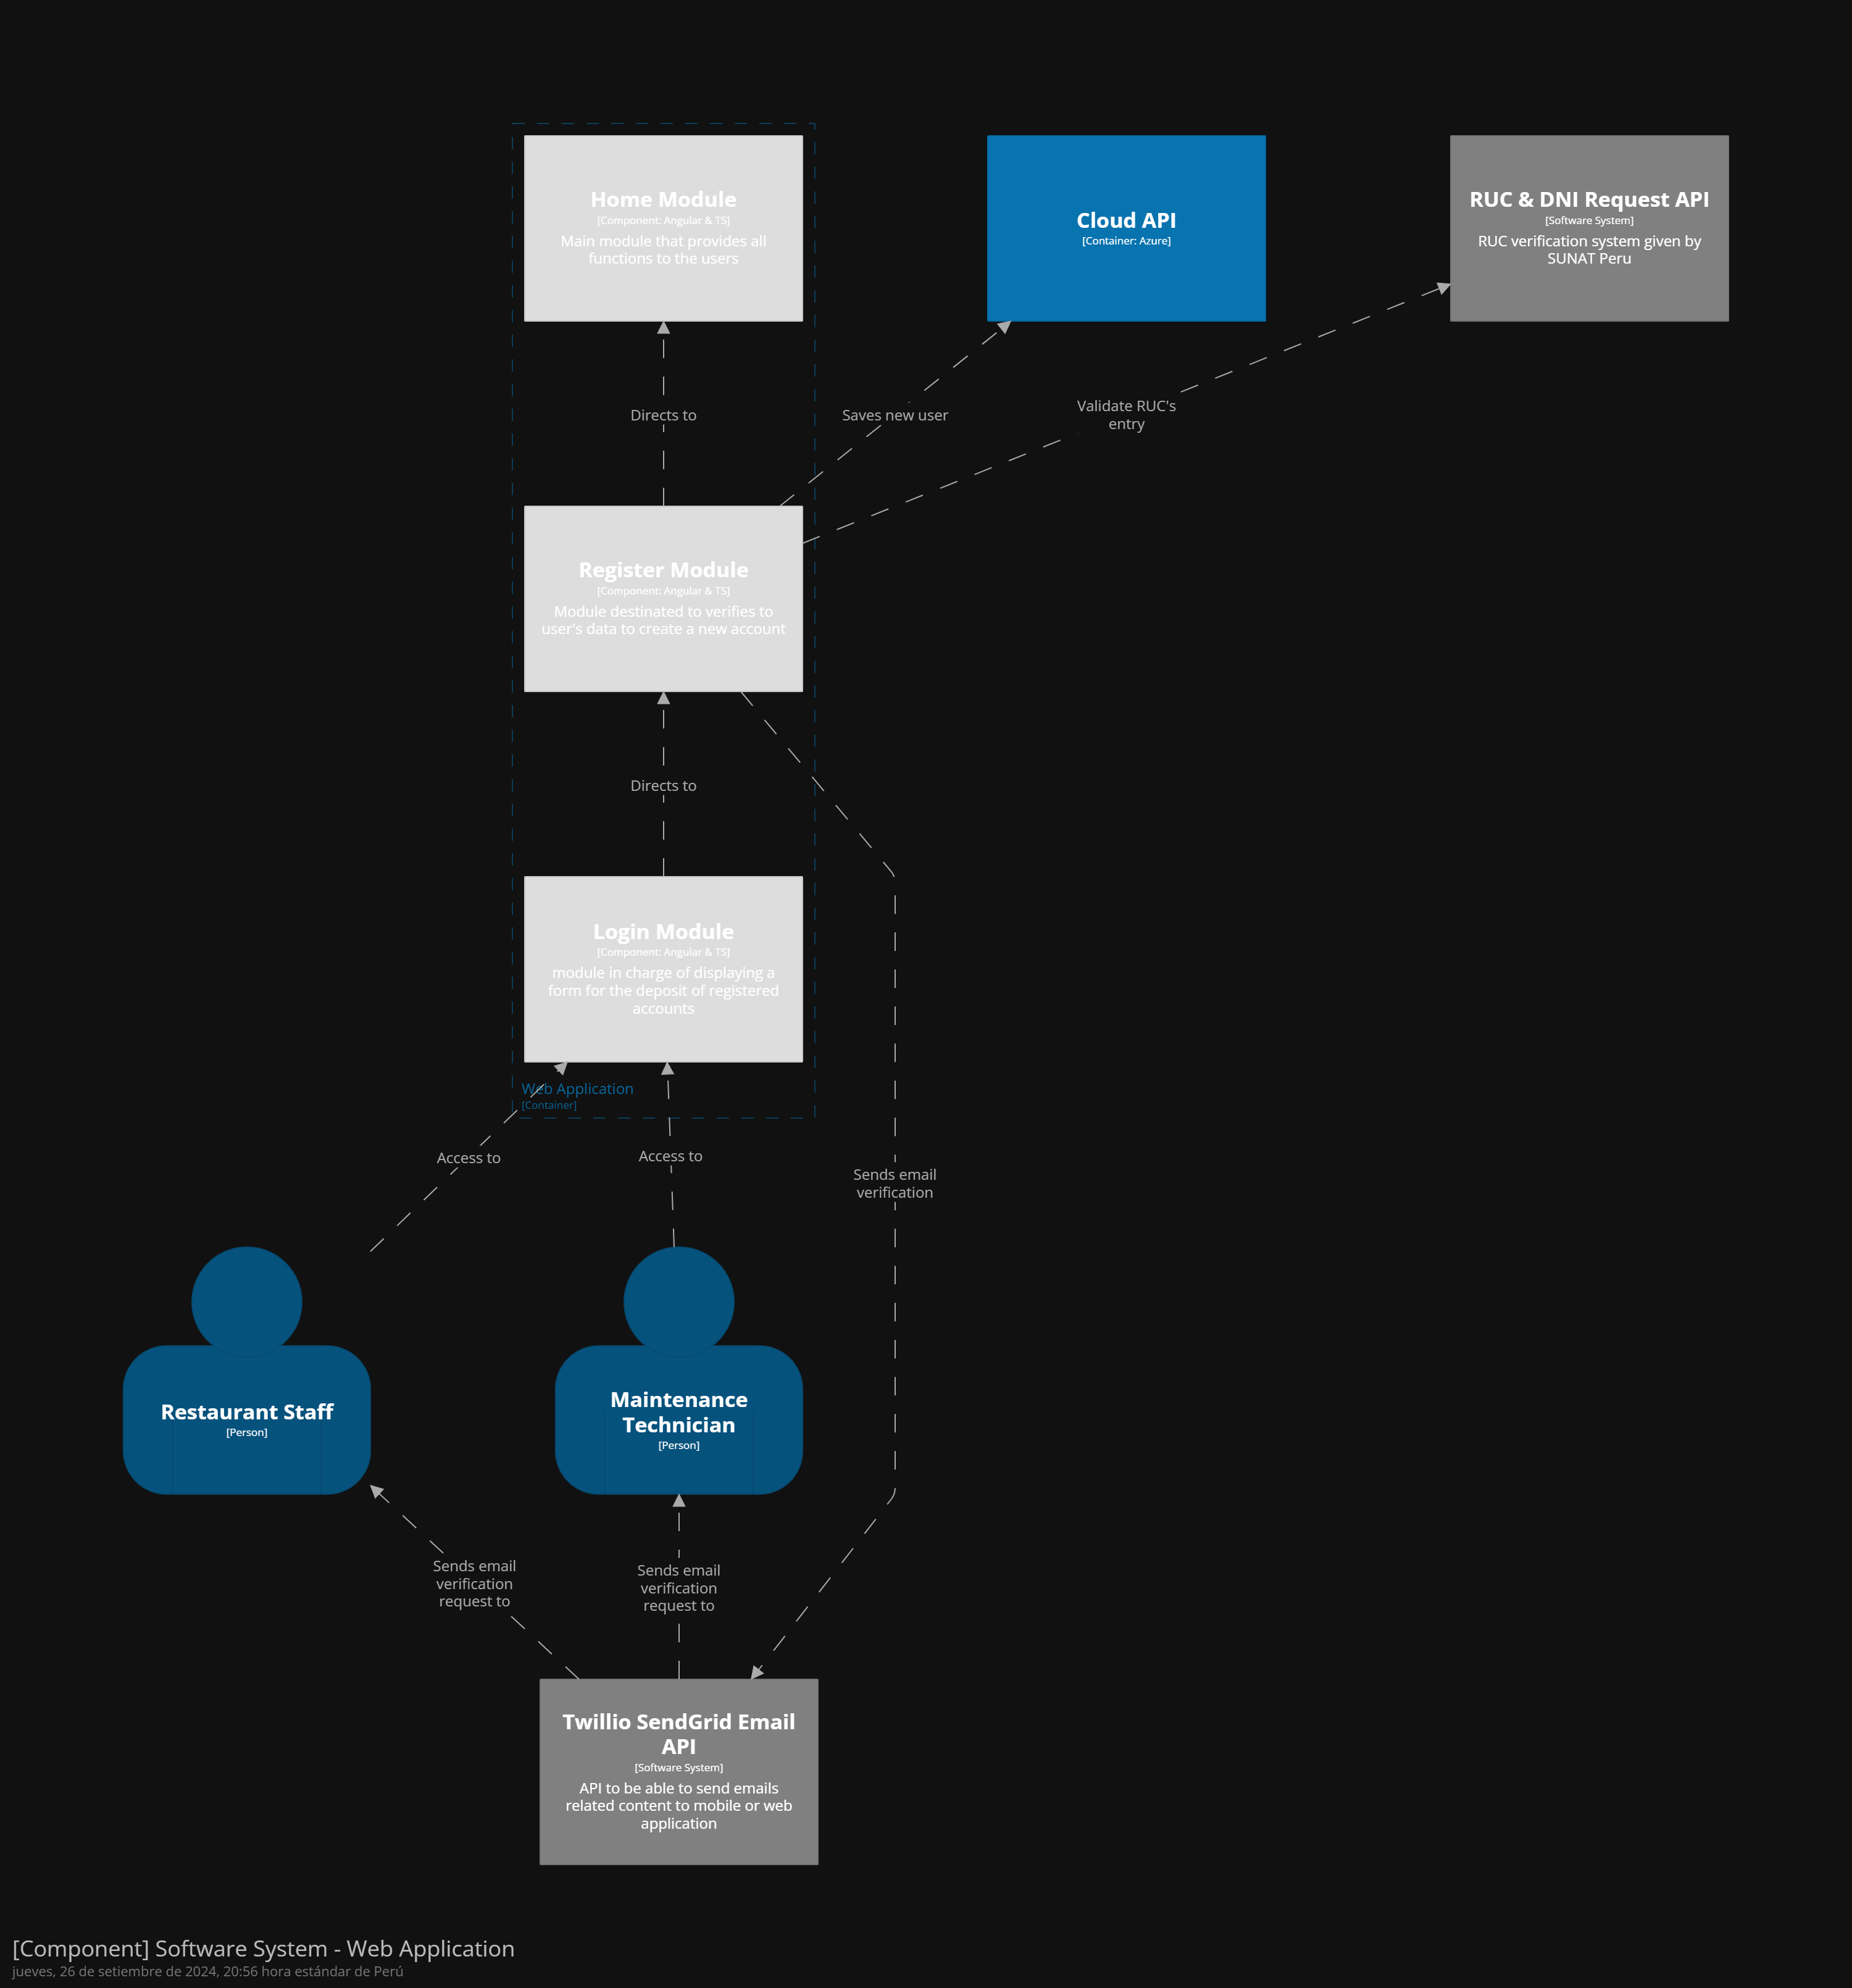 Home Module
[Component: Angular & TS]
Main module that provides all
functions to the users
Cloud API
[Container: Azure]
RUC & DNI Request API
[Software System]
RUC verification system given by
SUNAT Peru
Directs to
Saves new user
Validate RUC's
entry
Register Module
[Component: Angular & TS]
Module destinated to verifies to
user's data to create a new account
Directs to
Login Module
[Component: Angular & TS]
module in charge of displaying a
form for the deposit of registered
accounts
Web Application
[Container]
Access to
Access to
Sends email
verification
Restaurant Staff
[Person]
Maintenance
Technician
[Person]
Sends email
verification
request to
Sends email
verification
request to
Twillio SendGrid Email
API
[Software System]
API to be able to send emails
related content to mobile or web
application
[Component] Software System - Web Application
jueves, 26 de setiembre de 2024, 20:56 hora estándar de Perú